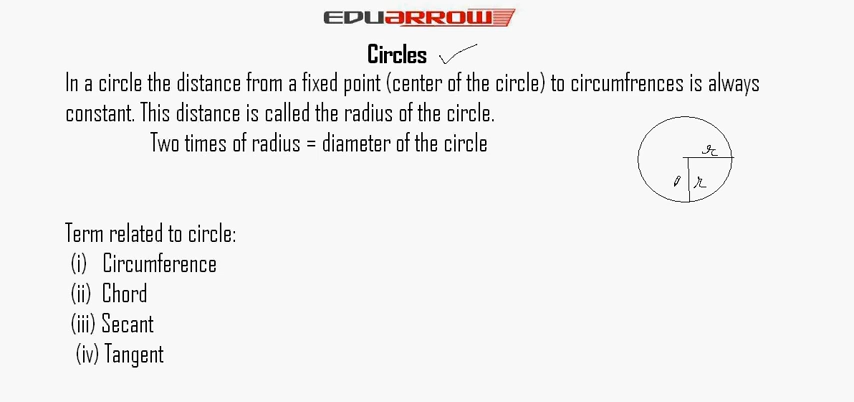 EDUARROW
Circles
In a circle the distance from a fixed point (center of the circle) to circumfrences is always
constant. This distance is called the radius of the circle.
Two times of radius = diameter of the circle
r
r
Term related to circle:
(i) Circumference
(ii) Chord
(iii) Secant
(iv) Tangent